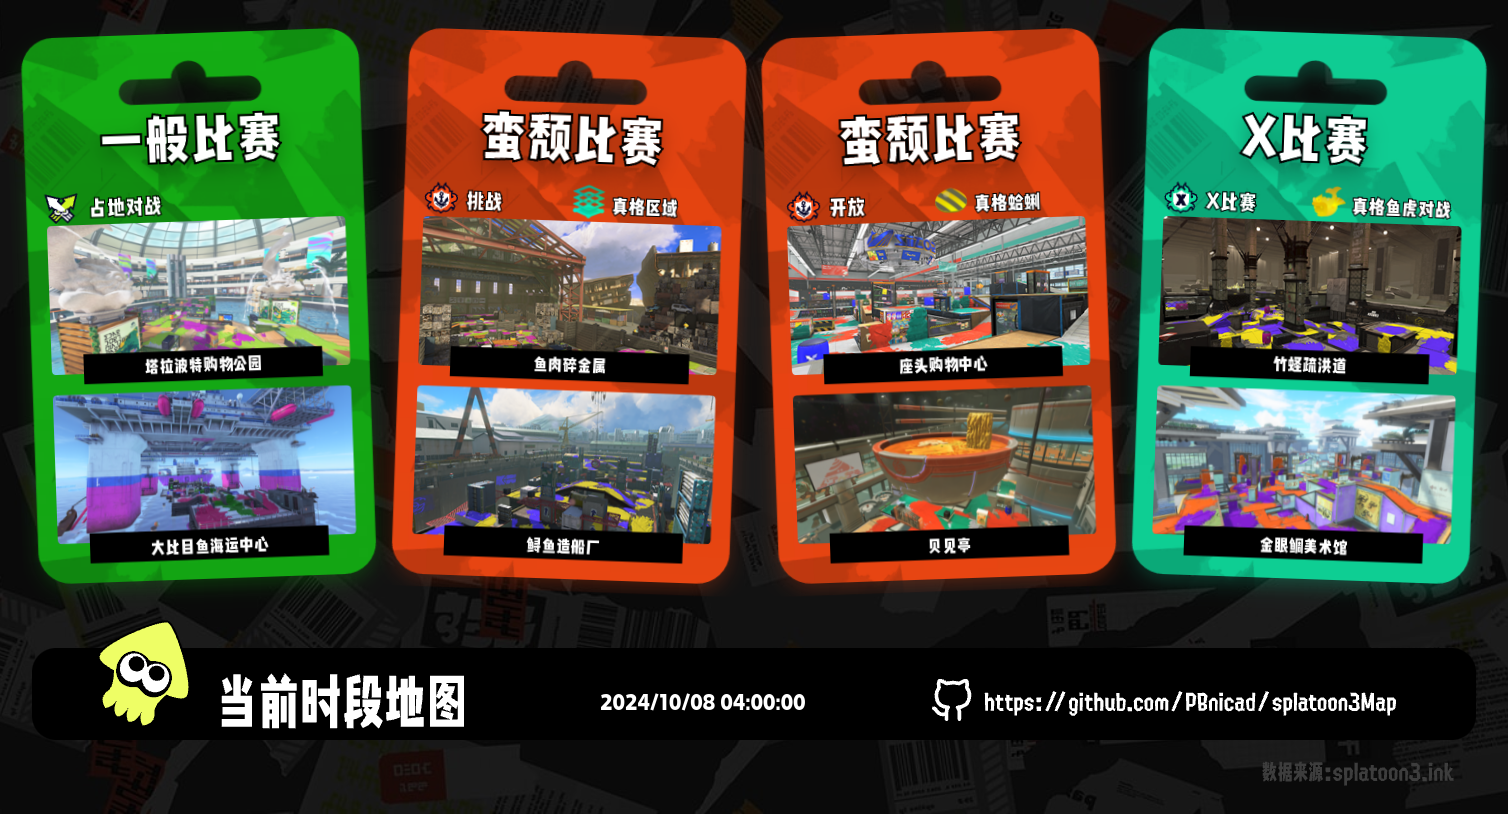 一般比赛
占地对战
塔拉波特购物公园
大比目鱼海运中心
蛮颓比赛
挑战
真格区域
鱼肉碎金属
鲟鱼造船厂
蛮颓比赛
开放
真格蛤蜊
座头购物中心
贝见亭
X比赛
X比赛
真格鱼虎对战
竹蛏疏洪道
金眼鲷美术馆
当前时段地图
2024/10/08 04:00:00
https://github.com/PBnicad/splatoon3Map
数据来源:splatoon3.ink